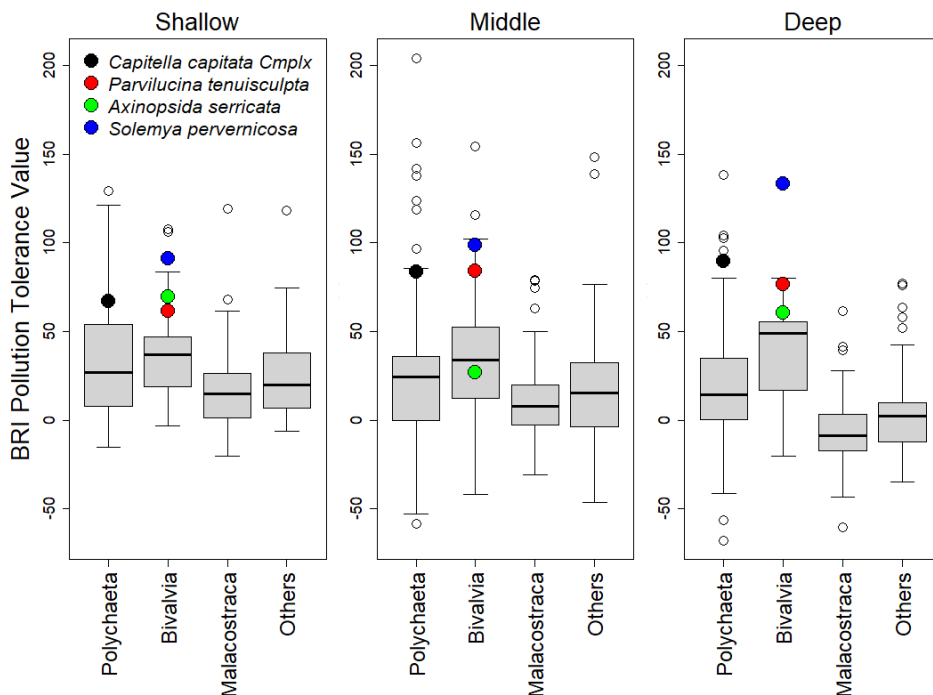 Shallow
Middle
Deep
BRI Pollution Tolerance Value
200
150
100
50
0
-50
Capitella capitata Cmplx
Parvilucina tenuisculpta
Axinopsida serricata
Solemya pervernicosa
Polychaeta
Bivalvia
Malacostraca
Others
200
150
100
50
0
-50
Polychaeta
Bivalvia
Malacostraca
Others
200
150
100
50
0
-50
Polychaeta
Bivalvia
Malacostraca
Others